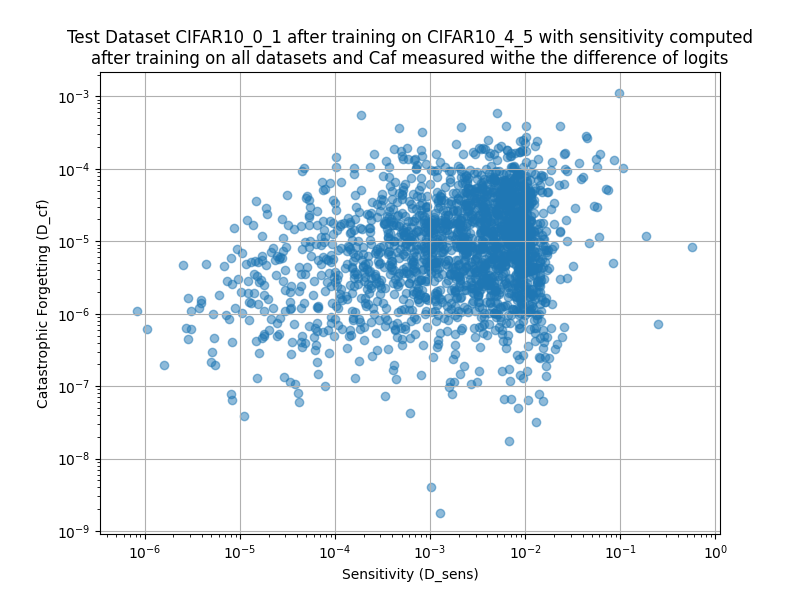 Test Dataset CIFAR10_0_1 after training on CIFAR10_4_5 with sensitivity computed
after training on all datasets and Caf measured withe the difference of logits
Catastrophic Forgetting (D_cf)
10⁻³
10⁻⁴
10⁻⁵
10⁻⁶
10⁻⁷
10⁻⁸
10⁻⁹
10⁻⁶ 10⁻⁵ 10⁻⁴ 10⁻³ 10⁻² 10⁻¹ 10⁰
Sensitivity (D_sens)